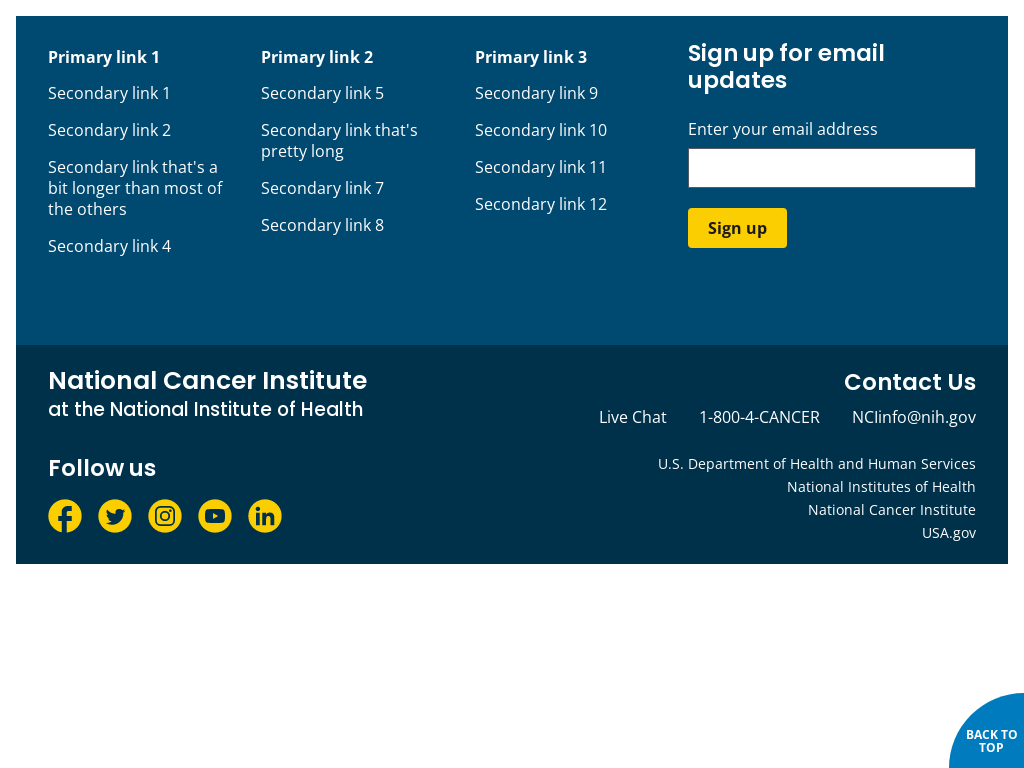 Primary link 1
Secondary link 1
Secondary link 2
Secondary link that's a
bit longer than most of
the others
Secondary link 4
Primary link 2
Secondary link 5
Secondary link that's
pretty long
Secondary link 7
Secondary link 8
Primary link 3
Secondary link 9
Secondary link 10
Secondary link 11
Secondary link 12
Sign up for email
updates
Enter your email address
Sign up
National Cancer Institute
at the National Institute of Health
Follow us
Contact Us
Live Chat 1-800-4-CANCER NCIinfo@nih.gov
U.S. Department of Health and Human Services
National Institutes of Health
National Cancer Institute
USA.gov
BACK TO
TOP